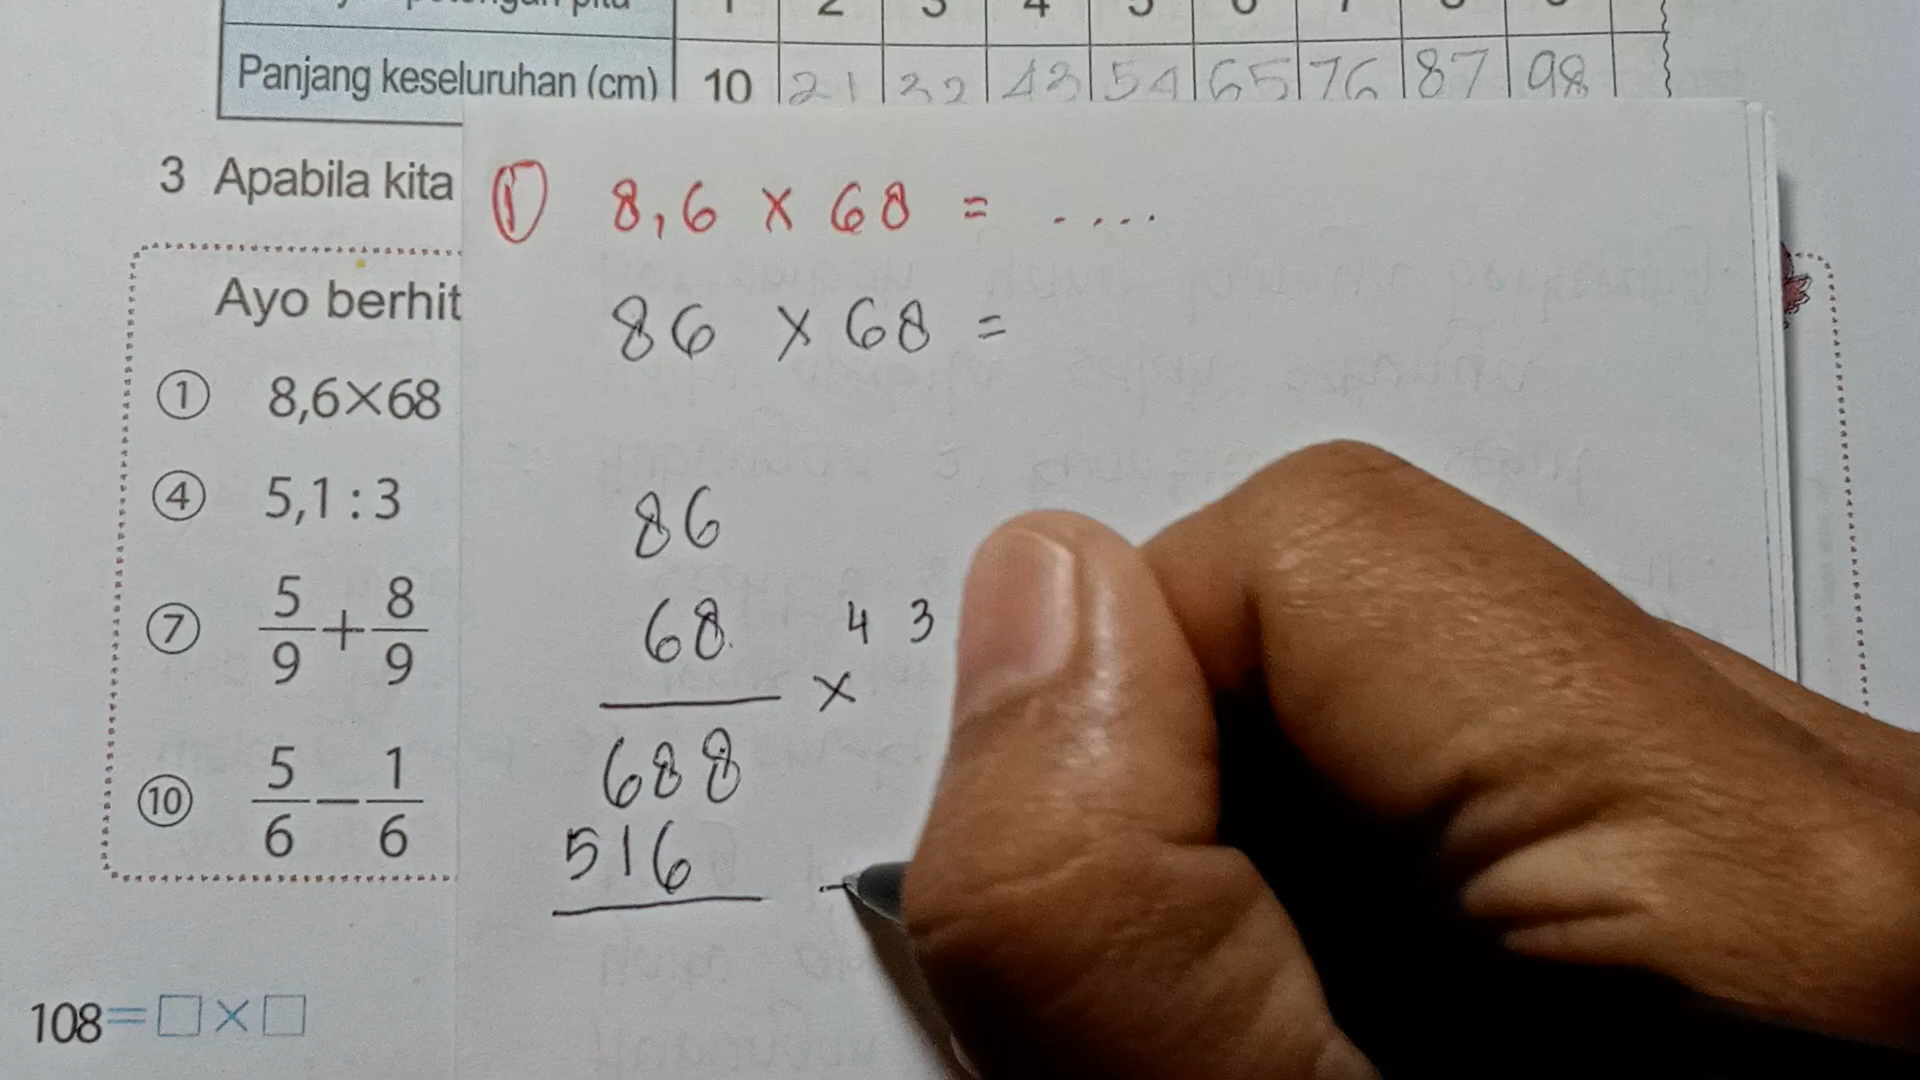 Panjang keseluruhan (cm) 10 21 32 43 54 65 76 87 98
3 Apabila kita
① 8,6 × 68 = ....
Ayo berhit
86 × 68 =
① 8,6×68
④ 5,1 : 3
86
68 4 3
×
⑦ 5/9 + 8/9
688
516
⑩ 5/6 − 1/6
108=□×□